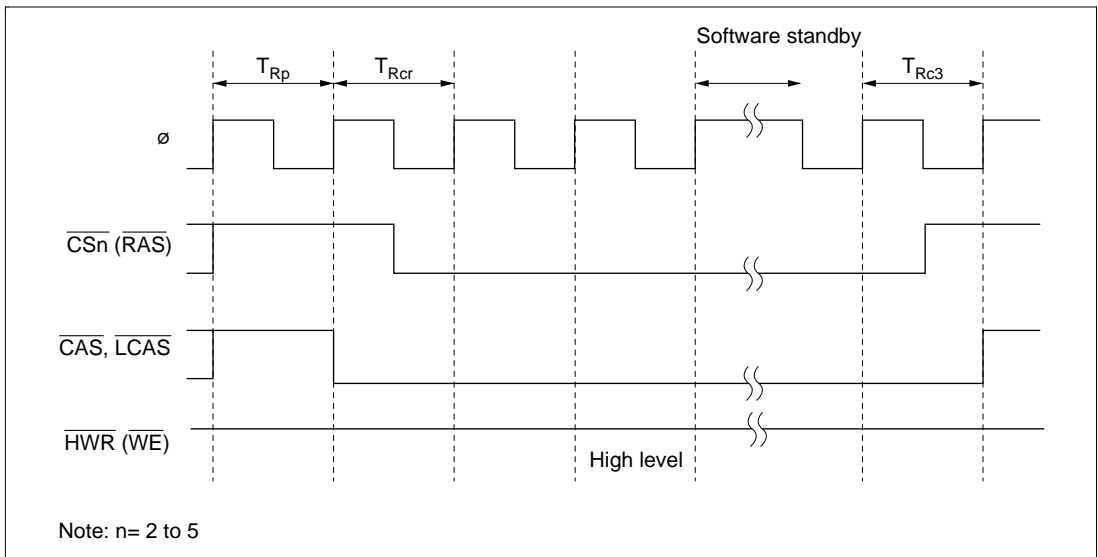 Software standby
TRp
TRcr
TRc3
ø
CSn (RAS)
CAS, LCAS
HWR (WE)
High level
Note: n= 2 to 5